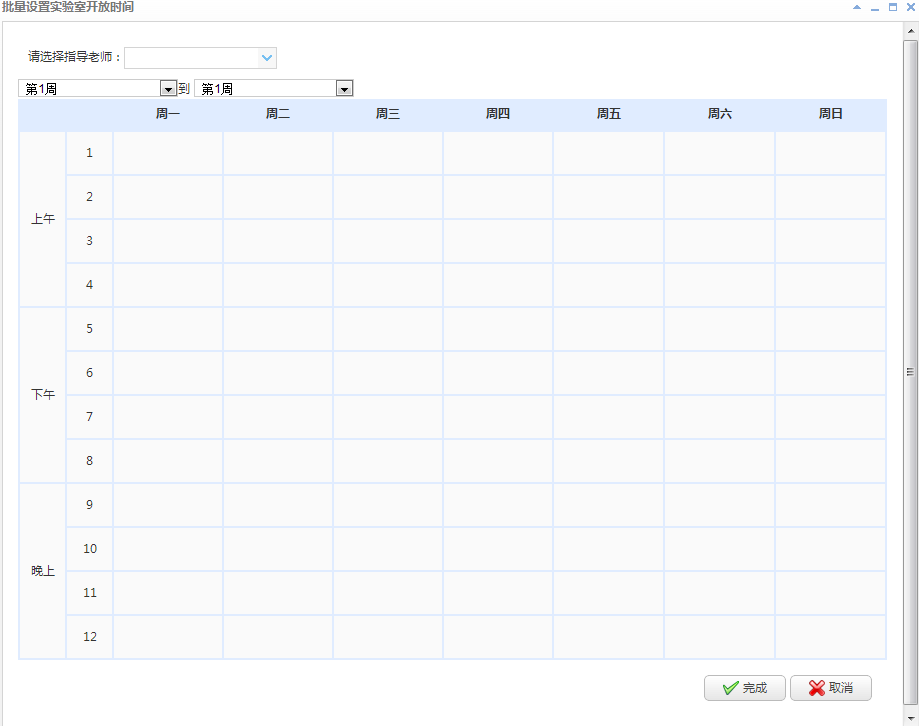 批量设置实验室开放时间
请选择指导老师：
第1周 到 第1周
周一 周二 周三 周四 周五 周六 周日
上午
1
2
3
4
下午
5
6
7
8
晚上
9
10
11
12
完成 取消